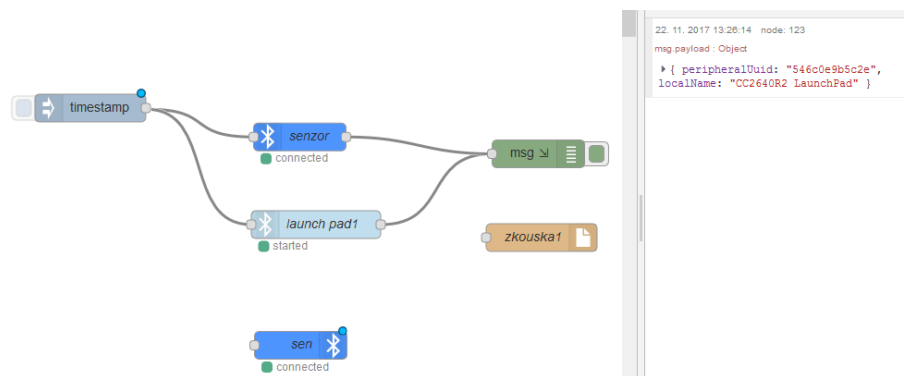 timestamp
senzor
connected
launch pad1
started
sen
connected
msg
zkouska1
22. 11. 2017 13:26:14 node: 123
msg.payload : Object
{ peripheralUuid: "546c0e9b5c2e",
localName: "CC2640R2 LaunchPad" }